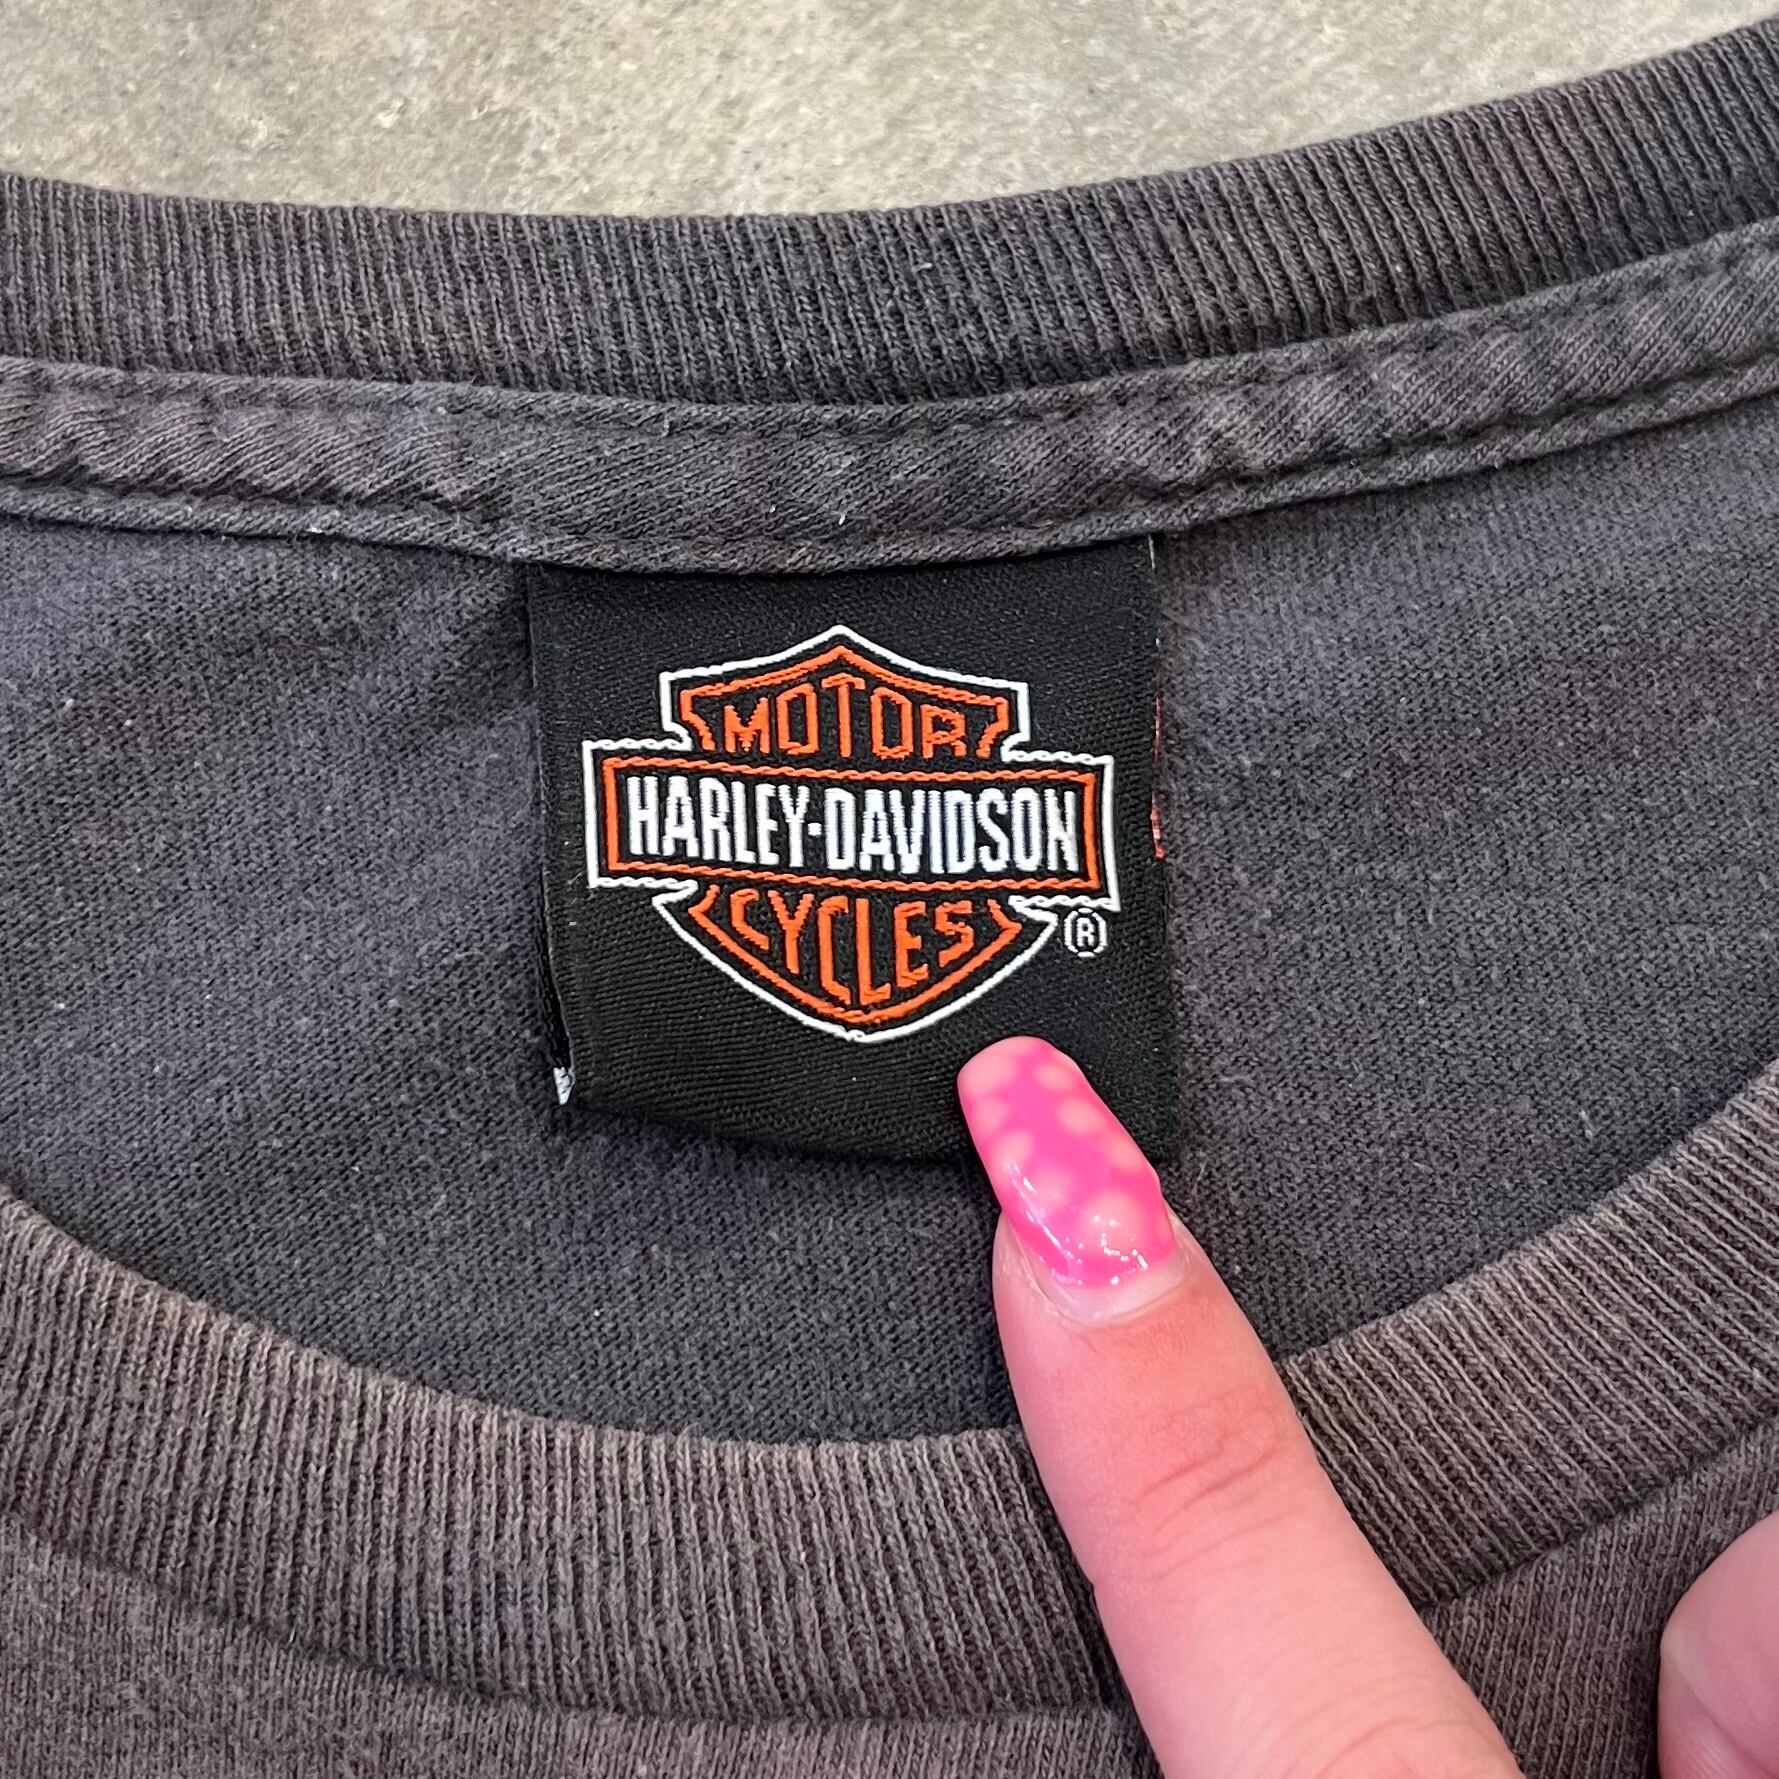 MOTOR
HARLEY-DAVIDSON
CYCLES
®